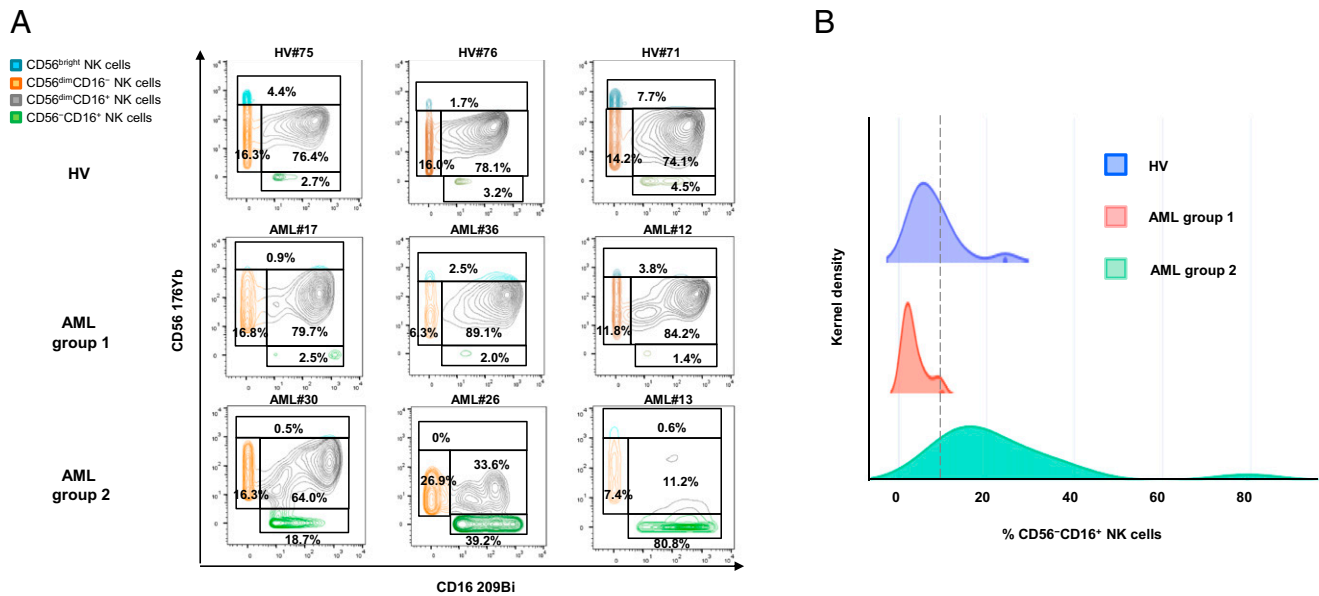 A
B
CD56bright NK cells
CD56dimCD16− NK cells
CD56dimCD16+ NK cells
CD56−CD16+ NK cells
HV#75
HV#76
HV#71
HV
4.4%
16.3%
76.4%
2.7%
1.7%
16.0%
78.1%
3.2%
7.7%
14.2%
74.1%
4.5%
AML#17
AML#36
AML#12
AML
group 1
0.9%
16.8%
79.7%
2.5%
2.5%
6.3%
89.1%
2.0%
3.8%
11.8%
84.2%
1.4%
AML#30
AML#26
AML#13
AML
group 2
0.5%
16.3%
64.0%
18.7%
0%
26.9%
33.6%
39.2%
0.6%
7.4%
11.2%
80.8%
CD56 176Yb
CD16 209Bi
HV
AML group 1
AML group 2
Kernel density
0 20 40 60 80
% CD56−CD16+ NK cells